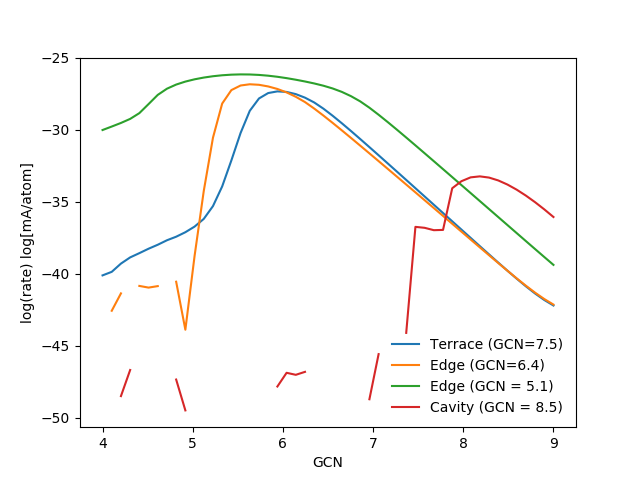 −25
−30
−35
−40
−45
−50
log(rate) log[mA/atom]
Terrace (GCN=7.5)
Edge (GCN=6.4)
Edge (GCN = 5.1)
Cavity (GCN = 8.5)
4 5 6 7 8 9
GCN